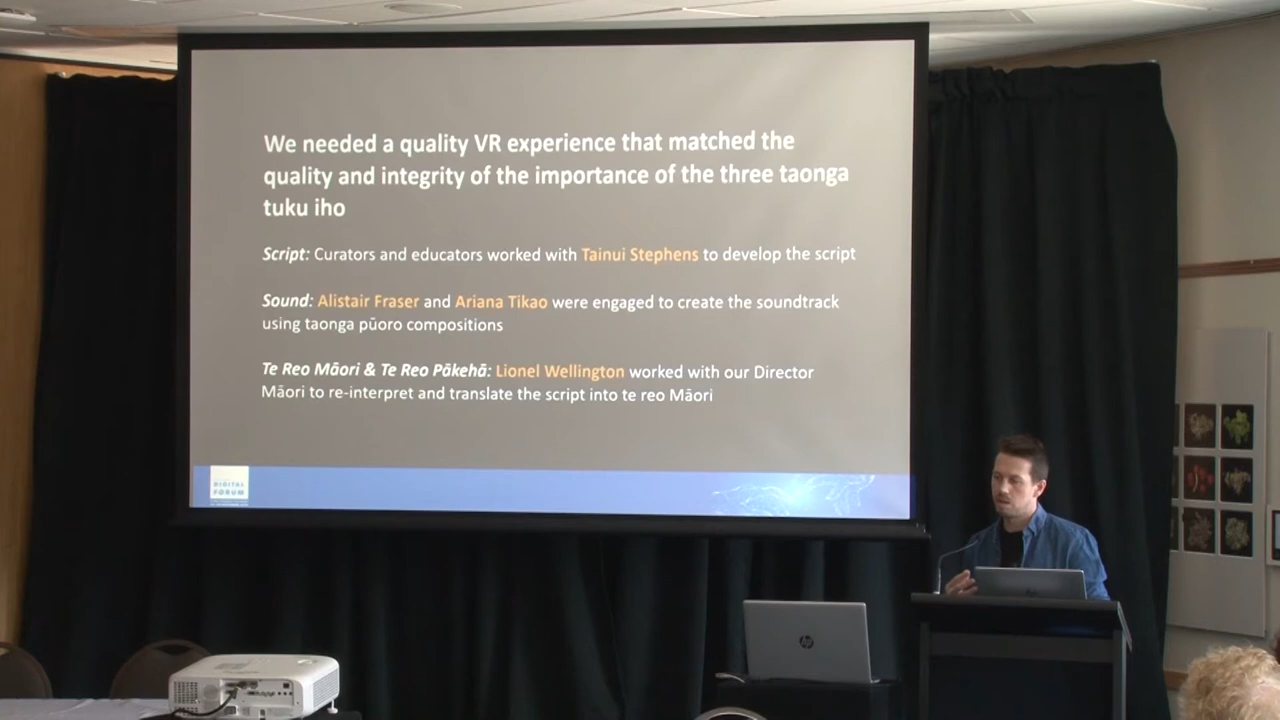 We needed a quality VR experience that matched the
quality and integrity of the importance of the three taonga
tuku iho
Script: Curators and educators worked with Tainui Stephens to develop the script
Sound: Alistair Fraser and Ariana Tikao were engaged to create the soundtrack
using taonga pūoro compositions
Te Reo Māori & Te Reo Pākehā: Lionel Wellington worked with our Director
Māori to re-interpret and translate the script into te reo Māori
DIGITAL
FORUM
hp